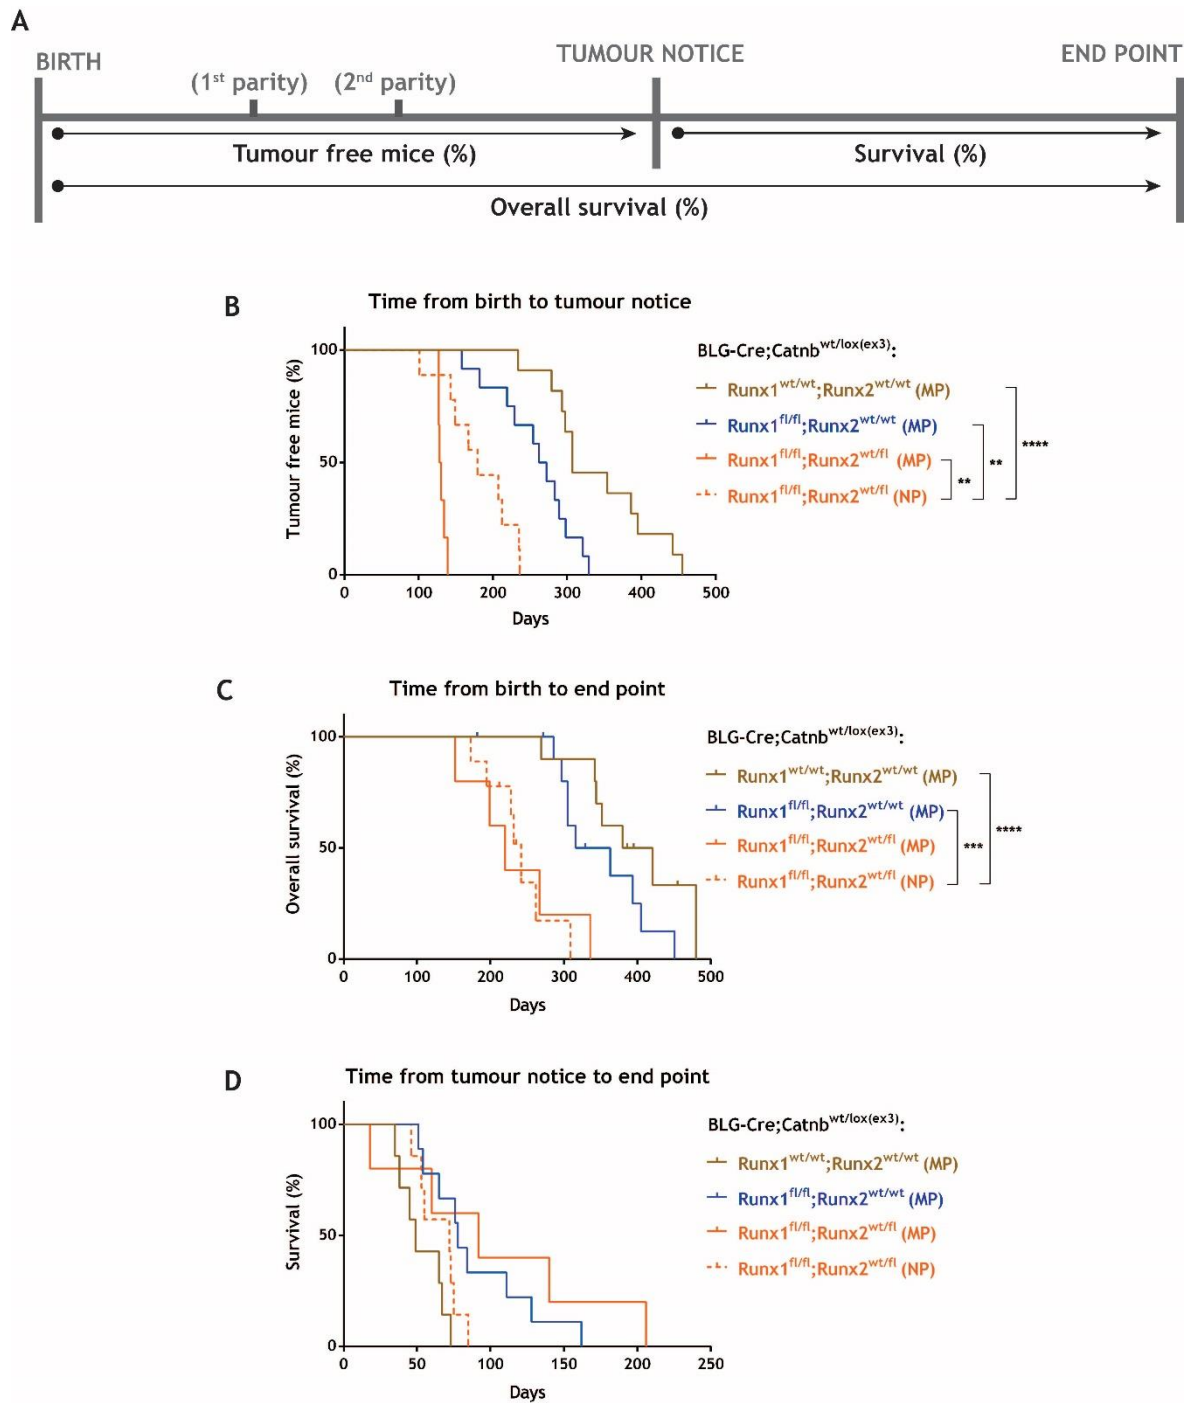 A
BIRTH
TUMOUR NOTICE
END POINT
(1st parity)
(2nd parity)
Tumour free mice (%)
Survival (%)
Overall survival (%)
B
Time from birth to tumour notice
Tumour free mice (%)
100
50
0
0 100 200 300 400 500
Days
BLG-Cre;Catnbwt/lox(ex3):
Runx1wt/wt;Runx2wt/wt (MP)
Runx1fl/fl;Runx2wt/wt (MP)
Runx1fl/fl;Runx2wt/fl (MP)
Runx1fl/fl;Runx2wt/fl (NP)
**
**
****
C
Time from birth to end point
Overall survival (%)
100
50
0
0 100 200 300 400 500
Days
BLG-Cre;Catnbwt/lox(ex3):
Runx1wt/wt;Runx2wt/wt (MP)
Runx1fl/fl;Runx2wt/wt (MP)
Runx1fl/fl;Runx2wt/fl (MP)
Runx1fl/fl;Runx2wt/fl (NP)
***
****
D
Time from tumour notice to end point
Survival (%)
100
50
0
0 50 100 150 200 250
Days
BLG-Cre;Catnbwt/lox(ex3):
Runx1wt/wt;Runx2wt/wt (MP)
Runx1fl/fl;Runx2wt/wt (MP)
Runx1fl/fl;Runx2wt/fl (MP)
Runx1fl/fl;Runx2wt/fl (NP)